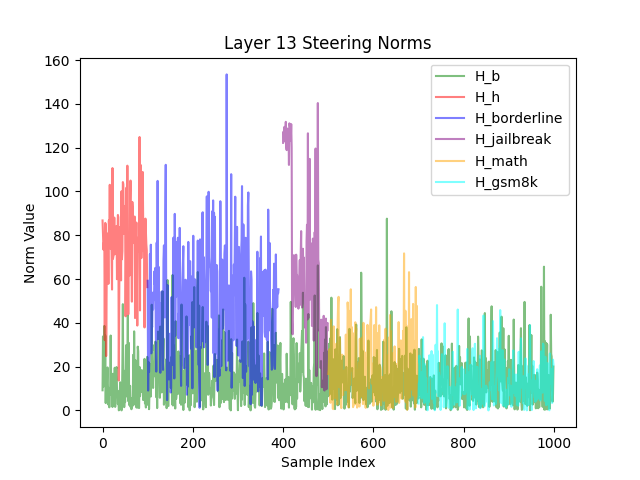 Layer 13 Steering Norms
160
140
120
100
80
60
40
20
0
Norm Value
0 200 400 600 800 1000
Sample Index
H_b
H_h
H_borderline
H_jailbreak
H_math
H_gsm8k